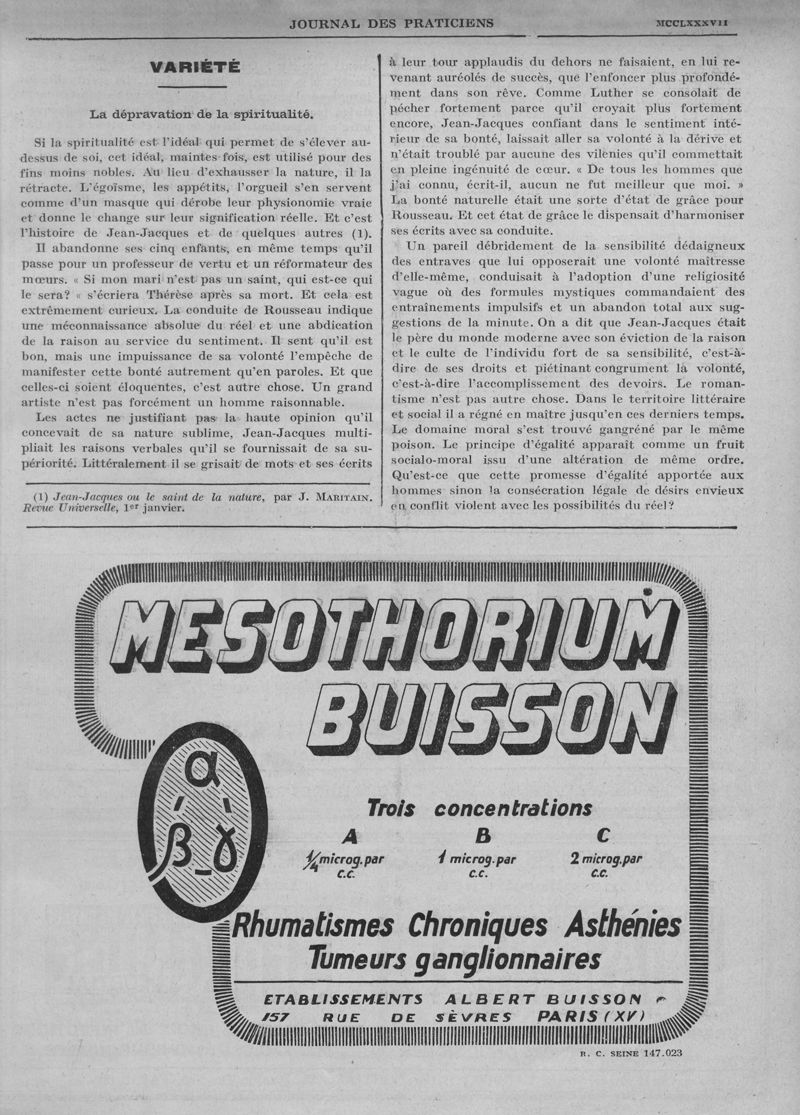 JOURNAL DES PRATICIENS
MCCLXXXVII
VARIÉTÉ
La dépravation de la spiritualité.
Si la spiritualité est l'idéal qui permet de s'élever au-
dessus de soi, cet idéal, maintes fois, est utilisé pour des
fins moins nobles. Au lieu d'exhausser la nature, il la
rétracte. L'égoïsme, les appétits, l'orgueil s'en servent
comme d'un masque qui dérobe leur physionomie vraie
et donne le change sur leur signification réelle. Et c'est
l'histoire de Jean-Jacques et de quelques autres (1).
Il abandonne ses cinq enfants, en même temps qu'il
passe pour un professeur de vertu et un réformateur des
mœurs. « Si mon mari n'est pas un saint, qui est-ce qui
le sera? « s'écriera Thérèse après sa mort. Et cela est
extrêmement curieux. La conduite de Rousseau indique
une méconnaissance absolue du réel et une abdication
de la raison au service du sentiment. Il sent qu'il est
bon, mais une impuissance de sa volonté l'empêche de
manifester cette bonté autrement qu'en paroles. Et que
celles-ci soient éloquentes, c'est autre chose. Un grand
artiste n'est pas forcément un homme raisonnable.
Les actes ne justifiant pas la haute opinion qu'il
concevait de sa nature sublime, Jean-Jacques multi-
pliait les raisons verbales qu'il se fournissait de sa su-
périorité. Littéralement il se grisait de mots et ses écrits
(1) Jean-Jacques ou le saint de la nature, par J. MARITAIN.
Revue Universelle, 1er janvier.
à leur tour applaudis du dehors ne faisaient, en lui re-
venant auréolés de succès, que l'enfoncer plus profondé-
ment dans son rêve. Comme Luther se consolait de
pécher fortement parce qu'il croyait plus fortement
encore, Jean-Jacques confiant dans le sentiment inté-
rieur de sa bonté, laissait aller sa volonté à la dérive et
n'était troublé par aucune des vilènies qu'il commettait
en pleine ingénuité de cœur. « De tous les hommes que
j'ai connu, écrit-il, aucun ne fut meilleur que moi. »
La bonté naturelle était une sorte d'état de grâce pour
Rousseau. Et cet état de grâce le dispensait d'harmoniser
ses écrits avec sa conduite.
Un pareil débridement de la sensibilité dédaigneux
des entraves que lui opposerait une volonté maîtresse
d'elle-même, conduisait à l'adoption d'une religiosité
vague où des formules mystiques commandaient des
entraînements impulsifs et un abandon total aux sug-
gestions de la minute. On a dit que Jean-Jacques était
le père du monde moderne avec son éviction de la raison
et le culte de l'individu fort de sa sensibilité, c'est-à-
dire de ses droits et piétinant congrument la volonté,
c'est-à-dire l'accomplissement des devoirs. Le roman-
tisme n'est pas autre chose. Dans le territoire littéraire
et social il a régné en maître jusqu'en ces derniers temps.
Le domaine moral s'est trouvé gangréné par le même
poison. Le principe d'égalité apparaît comme un fruit
socialo-moral issu d'une altération de même ordre.
Qu'est-ce que cette promesse d'égalité apportée aux
hommes sinon la consécration légale de désirs envieux
en conflit violent avec les possibilités du réel?
MESOTHORIUM
BUISSON
α
β γ
Trois concentrations
A B C
1/4 microg. par 1 microg. par 2 microg. par
c.c. c.c. c.c.
Rhumatismes Chroniques Asthénies
Tumeurs ganglionnaires
ETABLISSEMENTS ALBERT BUISSON
157 RUE DE SÈVRES PARIS (XV)
R. C. SEINE 147.023